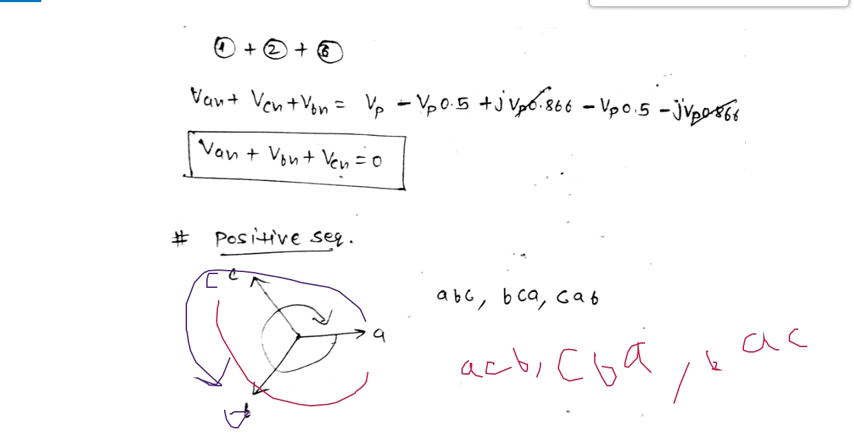 ① + ② + ③
Van + Vcn + Vbn = Vp - Vp0.5 + jVp0.866 - Vp0.5 - jVp0.866
Van + Vbn + Vcn = 0
# Positive seq.
C c
abc, bca, cab
a
acb, cba, bac
b